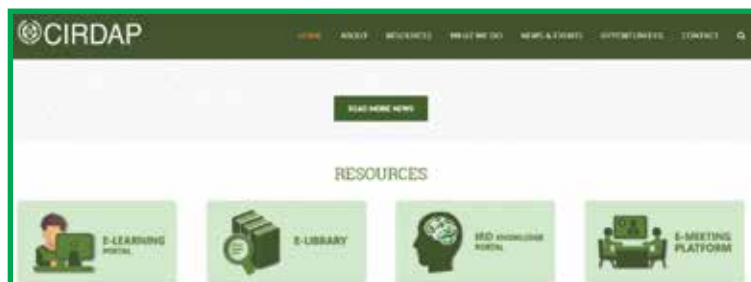 CIRDAP
HOME ABOUT RESOURCES WHAT WE DO NEWS & EVENTS OPPORTUNITIES CONTACT
READ MORE NEWS
RESOURCES
E-LEARNING
PORTAL
E-LIBRARY
IRD KNOWLEDGE
PORTAL
E-MEETING
PLATFORM